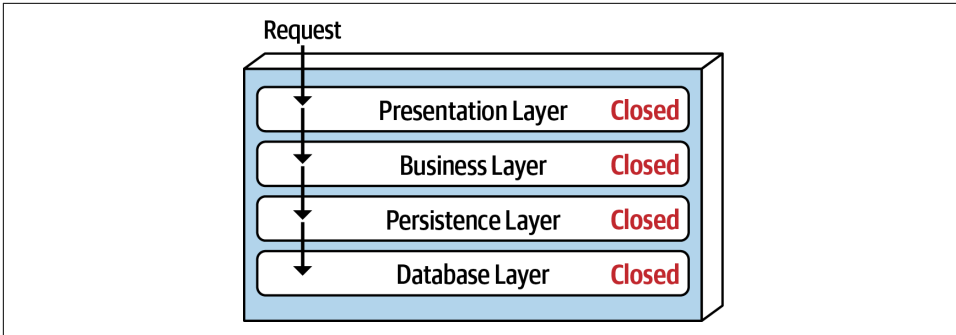 Request
Presentation Layer Closed
Business Layer Closed
Persistence Layer Closed
Database Layer Closed